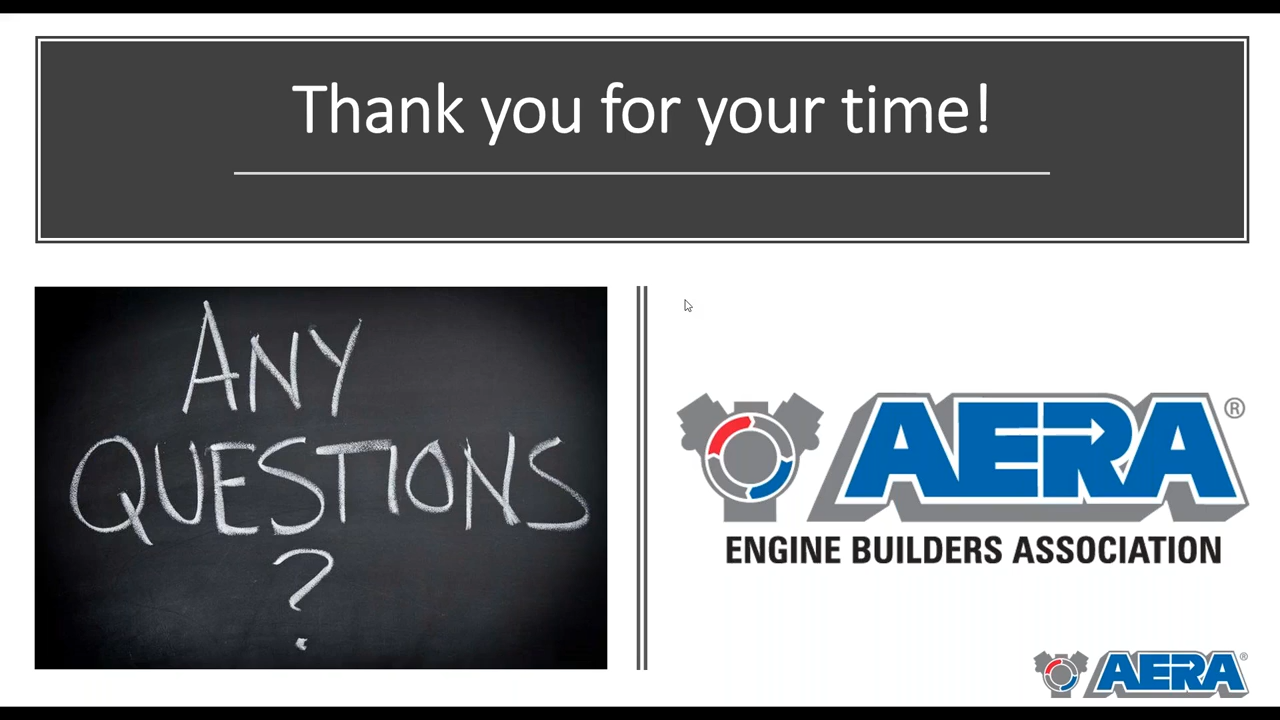 Thank you for your time!
ANY
QUESTIONS
?
AERA®
ENGINE BUILDERS ASSOCIATION
AERA®